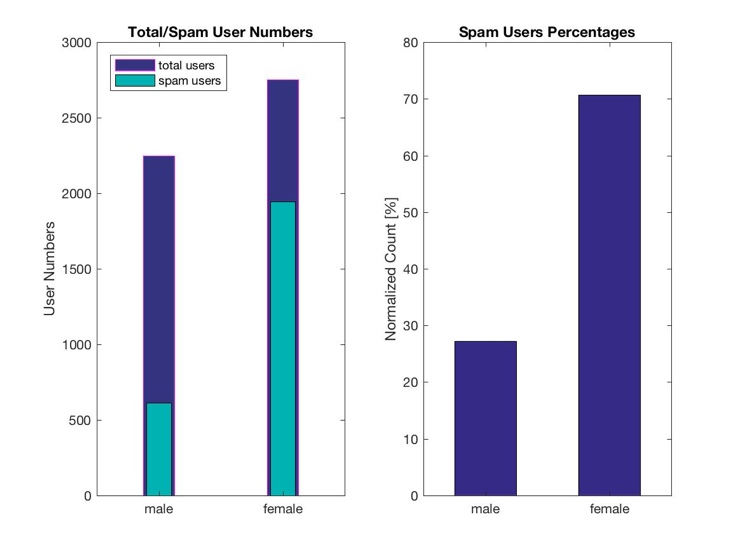 Total/Spam User Numbers
total users
spam users
3000
2500
2000
1500
1000
500
0
User Numbers
male
female
Spam Users Percentages
80
70
60
50
40
30
20
10
0
Normalized Count [%]
male
female